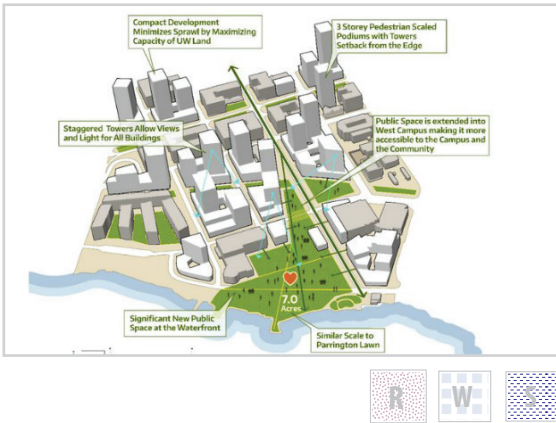 Compact Development
Minimizes Sprawl by Maximizing
Capacity of UW Land
3 Storey Pedestrian Scaled
Podiums with Towers
Setback from the Edge
Staggered Towers Allow Views
and Light for All Buildings
Public Space is extended into
West Campus making it more
accessible to the Campus and
the Community
7.0
Acres
Significant New Public
Space at the Waterfront
Similar Scale to
Parrington Lawn
R
W
S